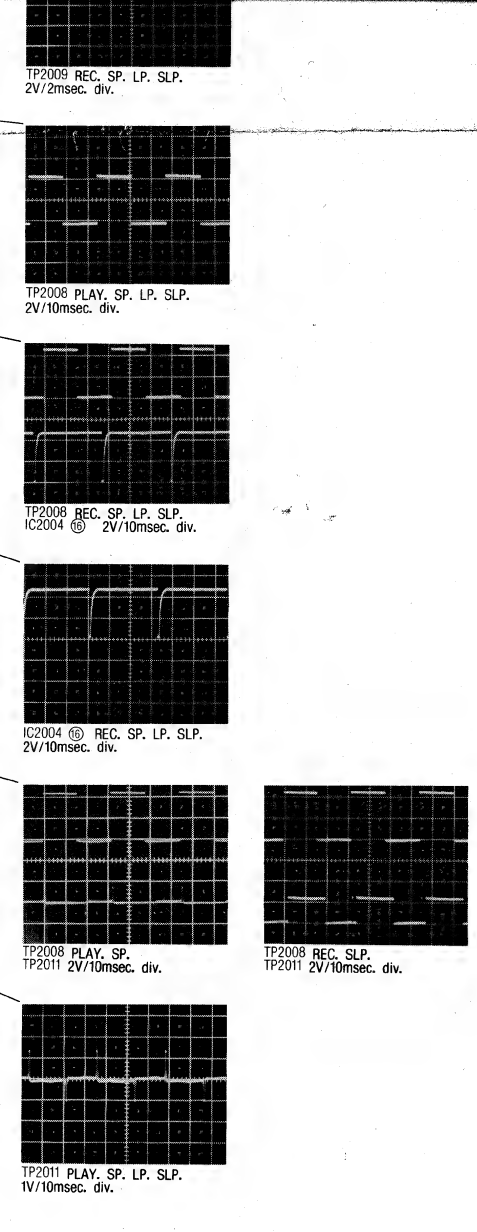 TP2009 REC. SP. LP. SLP.
2V/2msec. div.
TP2008 PLAY. SP. LP. SLP.
2V/10msec. div.
TP2008 REC. SP. LP. SLP.
IC2004 ⑯ 2V/10msec. div.
IC2004 ⑯ REC. SP. LP. SLP.
2V/10msec. div.
TP2008 PLAY. SP.
TP2011 2V/10msec. div.
TP2008 REC. SLP.
TP2011 2V/10msec. div.
TP2011 PLAY. SP. LP. SLP.
1V/10msec. div.